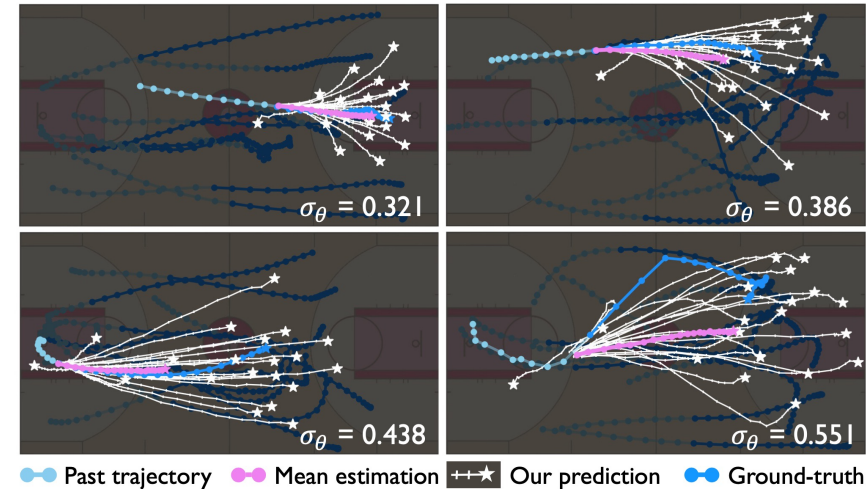 σθ = 0.321
σθ = 0.386
σθ = 0.438
σθ = 0.551
Past trajectory Mean estimation Our prediction Ground-truth